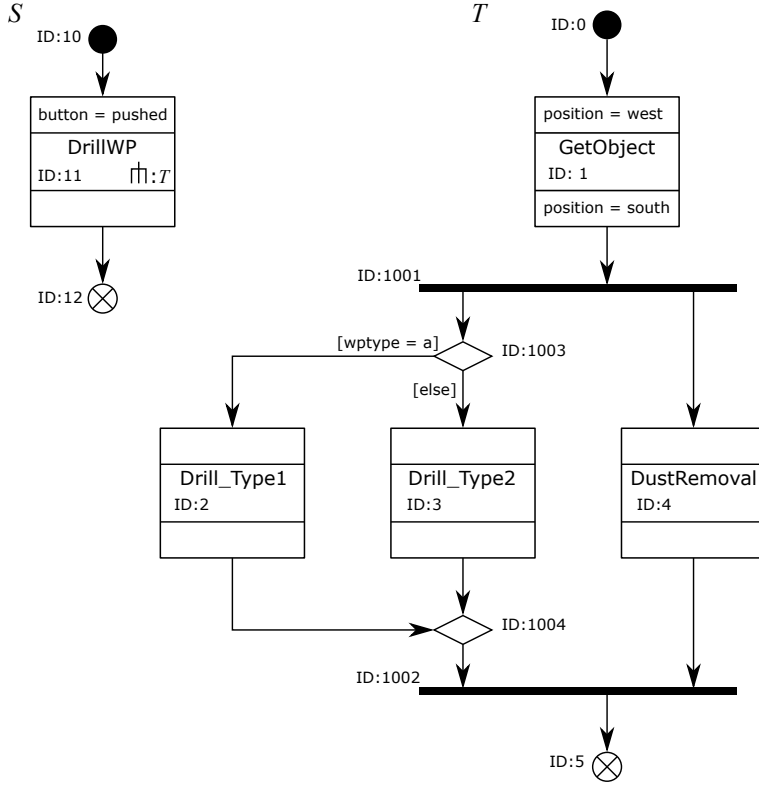 S
ID:10
button = pushed
DrillWP
ID:11
:T
ID:12
T
ID:0
position = west
GetObject
ID: 1
position = south
ID:1001
[wptype = a]
ID:1003
[else]
Drill_Type1
ID:2
Drill_Type2
ID:3
DustRemoval
ID:4
ID:1004
ID:1002
ID:5